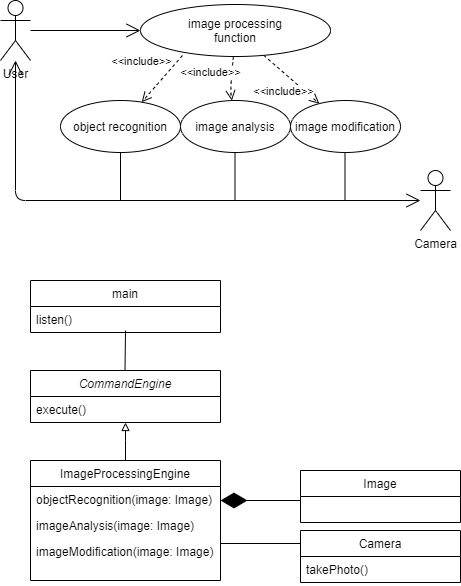 image processing
function
User
<<include>>
<<include>>
<<include>>
object recognition
image analysis
image modification
Camera
main
listen()
CommandEngine
execute()
ImageProcessingEngine
objectRecognition(image: Image)
imageAnalysis(image: Image)
imageModification(image: Image)
Image
Camera
takePhoto()